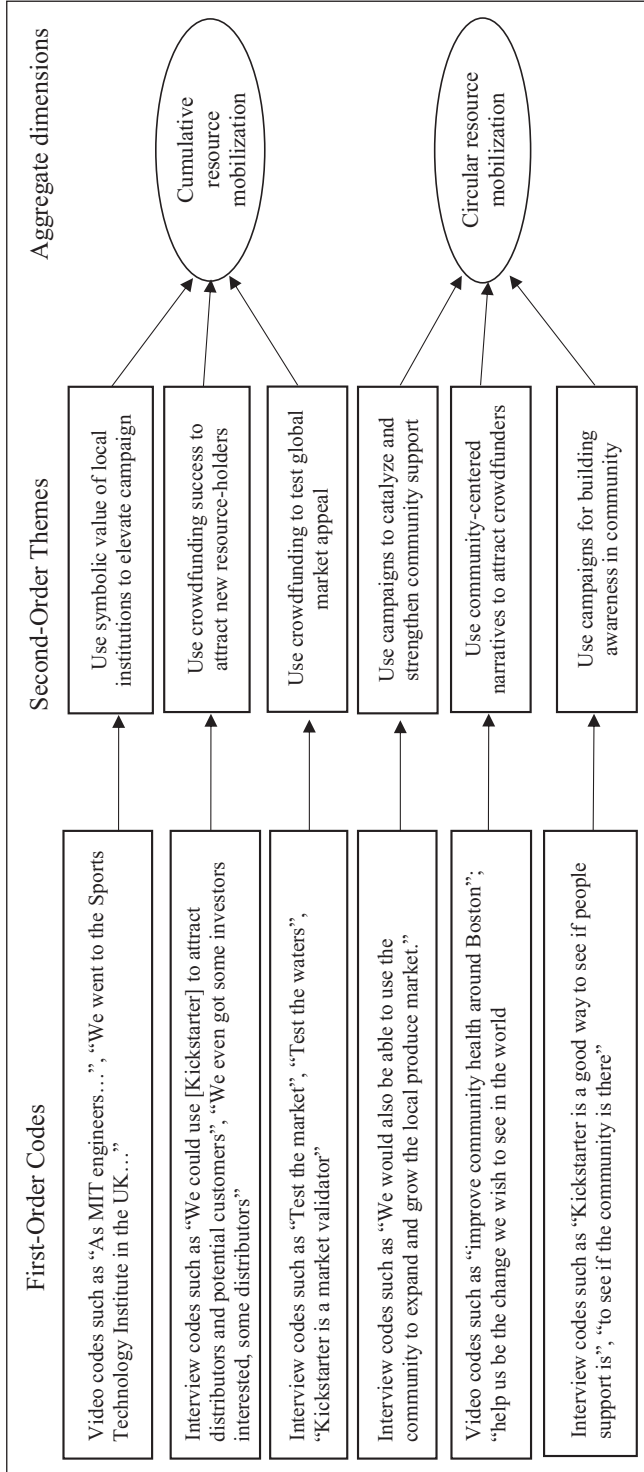 First-Order Codes
Second-Order Themes
Aggregate dimensions
Video codes such as “As MIT engineers…”, “We went to the Sports
Technology Institute in the UK…”
Use symbolic value of local
institutions to elevate campaign
Interview codes such as “We could use [Kickstarter] to attract
distributors and potential customers”, “We even got some investors
interested, some distributors”
Use crowdfunding success to
attract new resource-holders
Interview codes such as “Test the market”, “Test the waters”,
“Kickstarter is a market validator”
Use crowdfunding to test global
market appeal
Cumulative
resource
mobilization
Interview codes such as “We would also be able to use the
community to expand and grow the local produce market.”
Use campaigns to catalyze and
strengthen community support
Video codes such as “improve community health around Boston”;
“help us be the change we wish to see in the world
Use community-centered
narratives to attract crowdfunders
Interview codes such as “Kickstarter is a good way to see if people
support is”, “to see if the community is there”
Use campaigns for building
awareness in community
Circular resource
mobilization